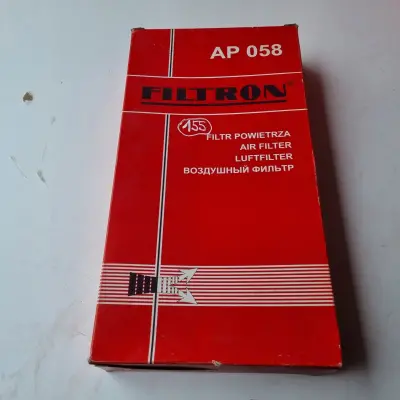 AP 058
FILTRON®
155
FILTR POWIETRZA
AIR FILTER
LUFTFILTER
ВОЗДУШНЫЙ ФИЛЬТР